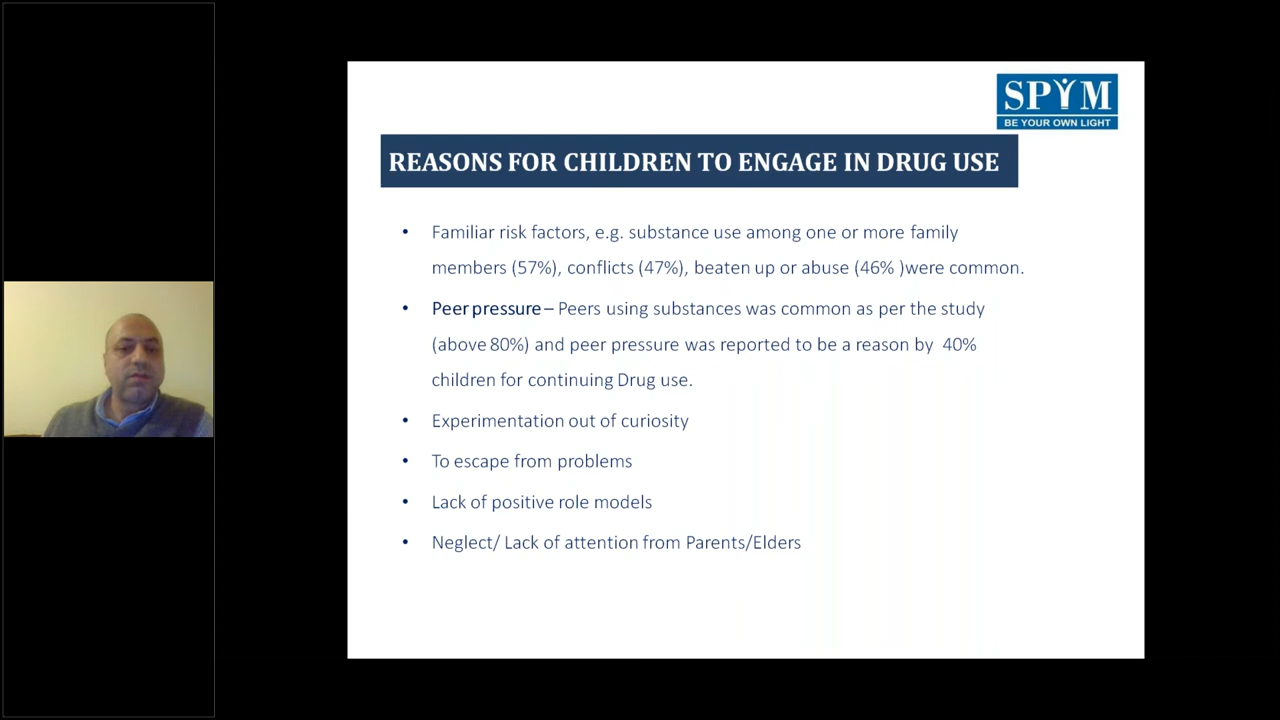 SPYM
BE YOUR OWN LIGHT
REASONS FOR CHILDREN TO ENGAGE IN DRUG USE
• Familiar risk factors, e.g. substance use among one or more family
members (57%), conflicts (47%), beaten up or abuse (46% )were common.
• Peer pressure – Peers using substances was common as per the study
(above 80%) and peer pressure was reported to be a reason by 40%
children for continuing Drug use.
• Experimentation out of curiosity
• To escape from problems
• Lack of positive role models
• Neglect/ Lack of attention from Parents/Elders